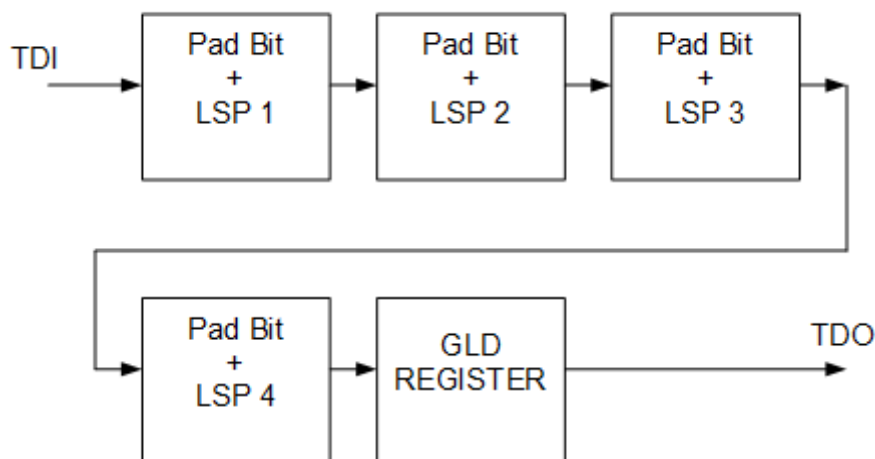 TDI
Pad Bit
+
LSP 1
Pad Bit
+
LSP 2
Pad Bit
+
LSP 3
Pad Bit
+
LSP 4
GLD
REGISTER
TDO